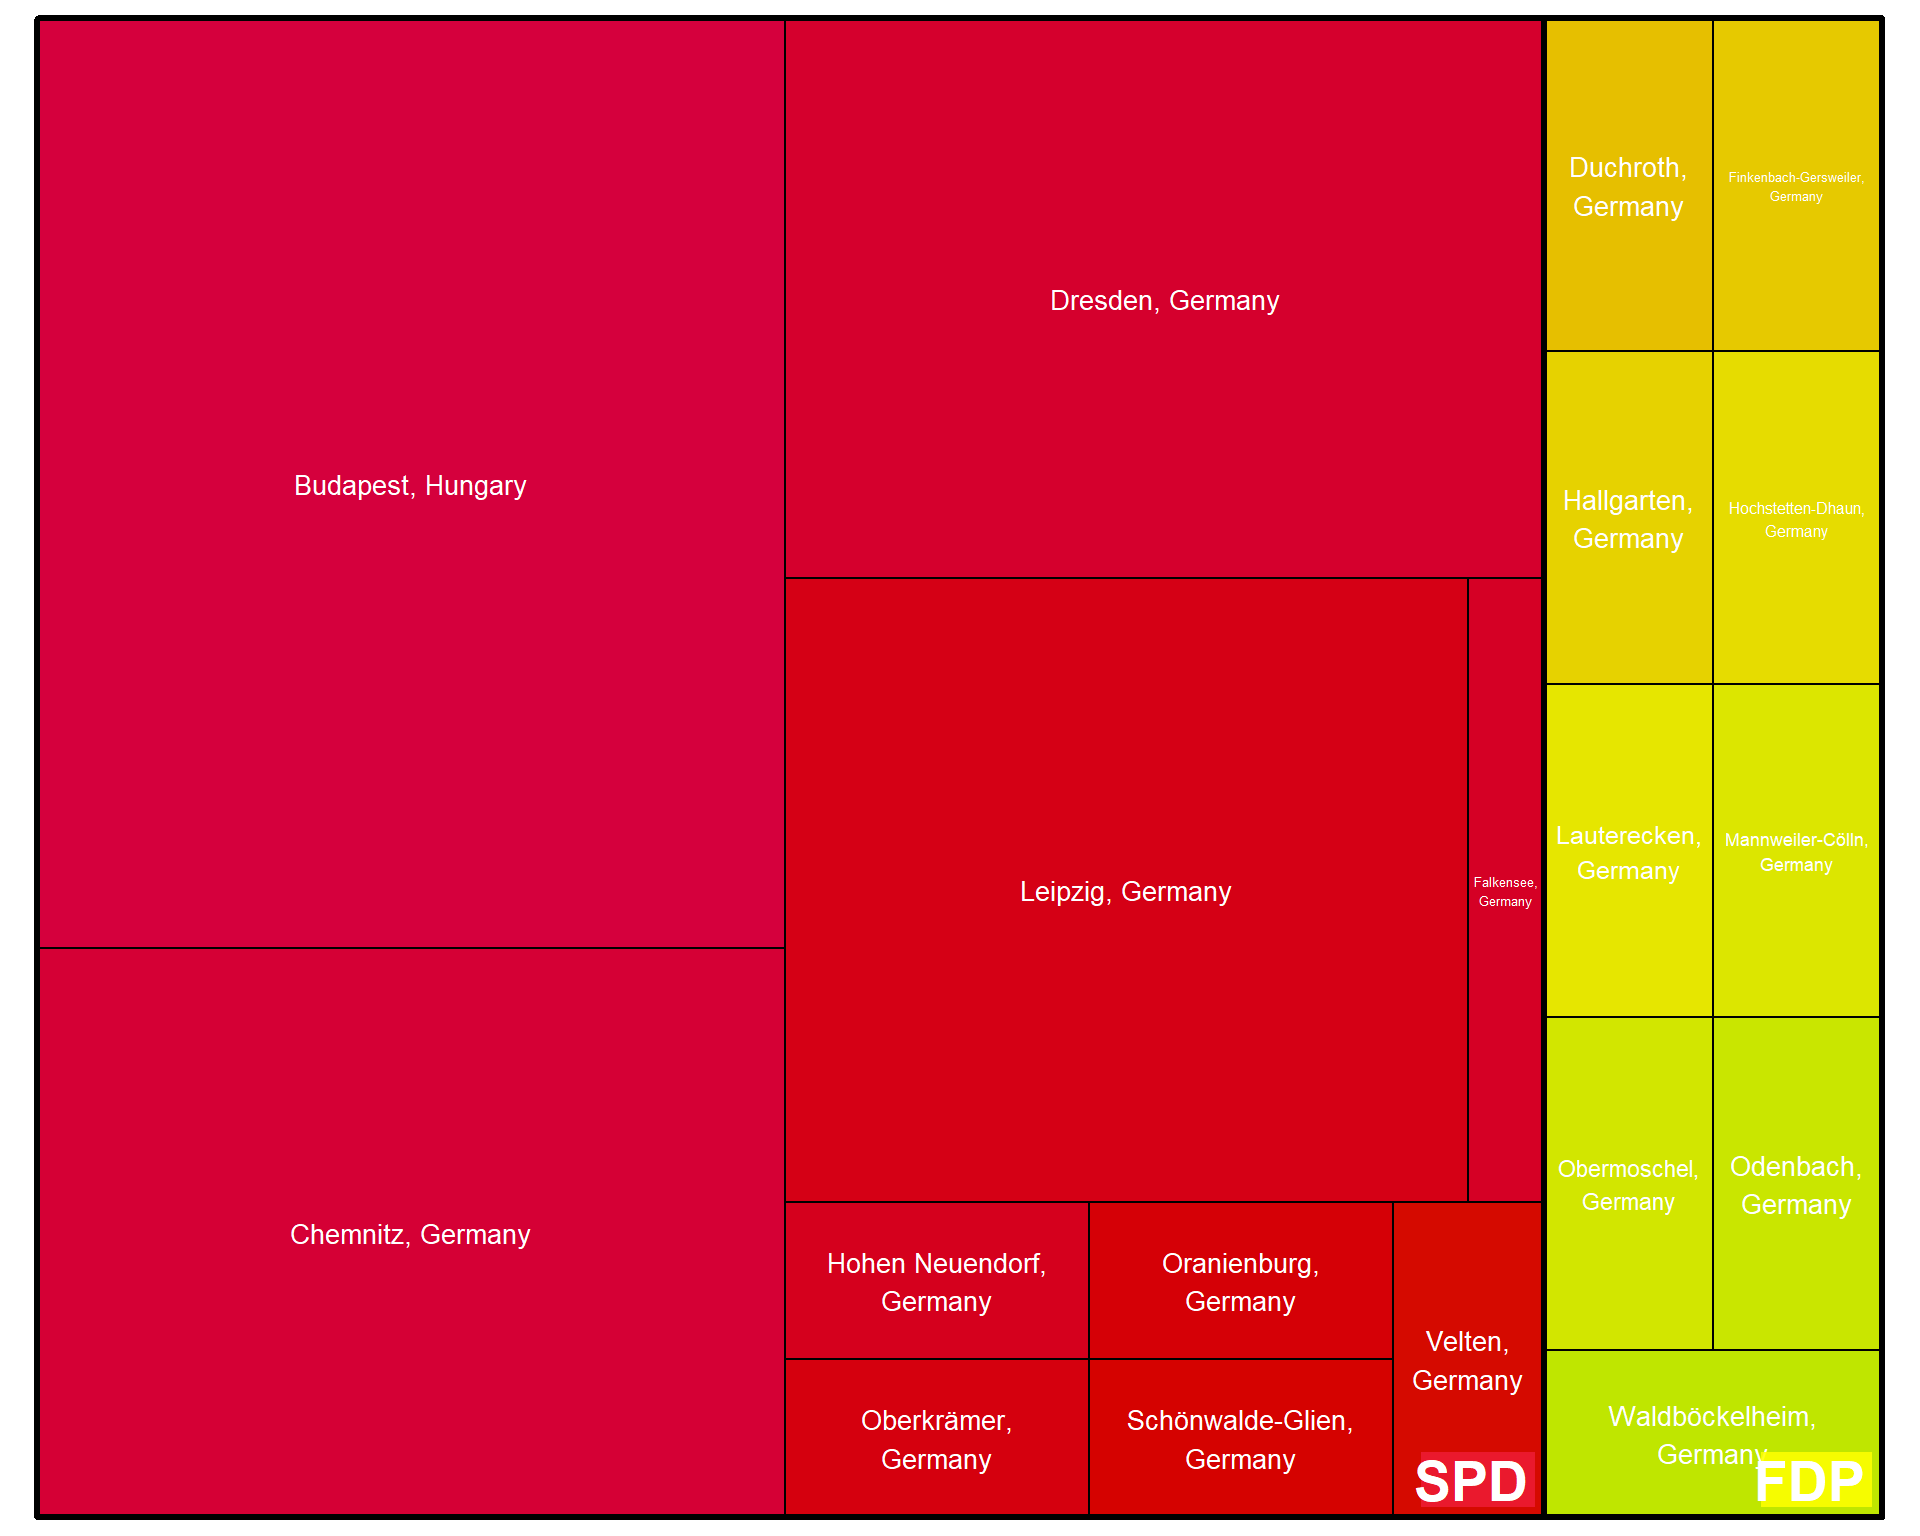 Budapest, Hungary
Chemnitz, Germany
Dresden, Germany
Leipzig, Germany
Falkensee,
Germany
Hohen Neuendorf,
Germany
Oranienburg,
Germany
Oberkrämer,
Germany
Schönwalde-Glien,
Germany
Velten,
Germany
SPD
Duchroth,
Germany
Finkenbach-Gersweiler,
Germany
Hallgarten,
Germany
Hochstetten-Dhaun,
Germany
Lauterecken,
Germany
Mannweiler-Cölln,
Germany
Obermoschel,
Germany
Odenbach,
Germany
Waldböckelheim,
Germany
FDP